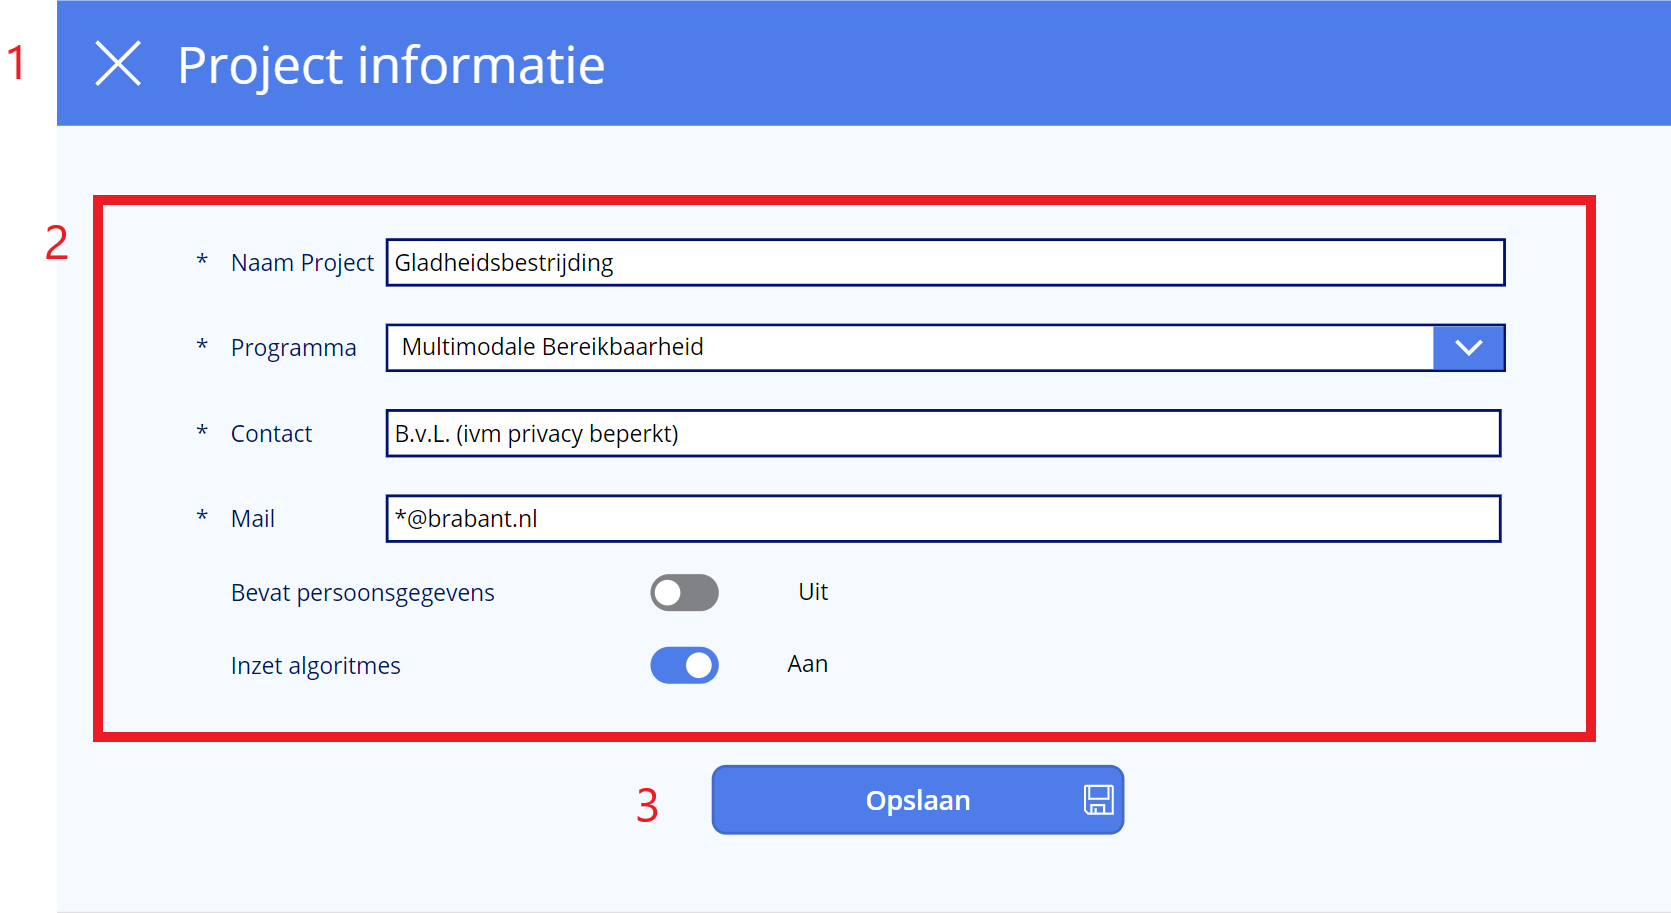 1 Project informatie
2
* Naam Project Gladheidsbestrijding
* Programma Multimodale Bereikbaarheid
* Contact B.v.L. (ivm privacy beperkt)
* Mail *@brabant.nl
Bevat persoonsgegevens Uit
Inzet algoritmes Aan
3 Opslaan